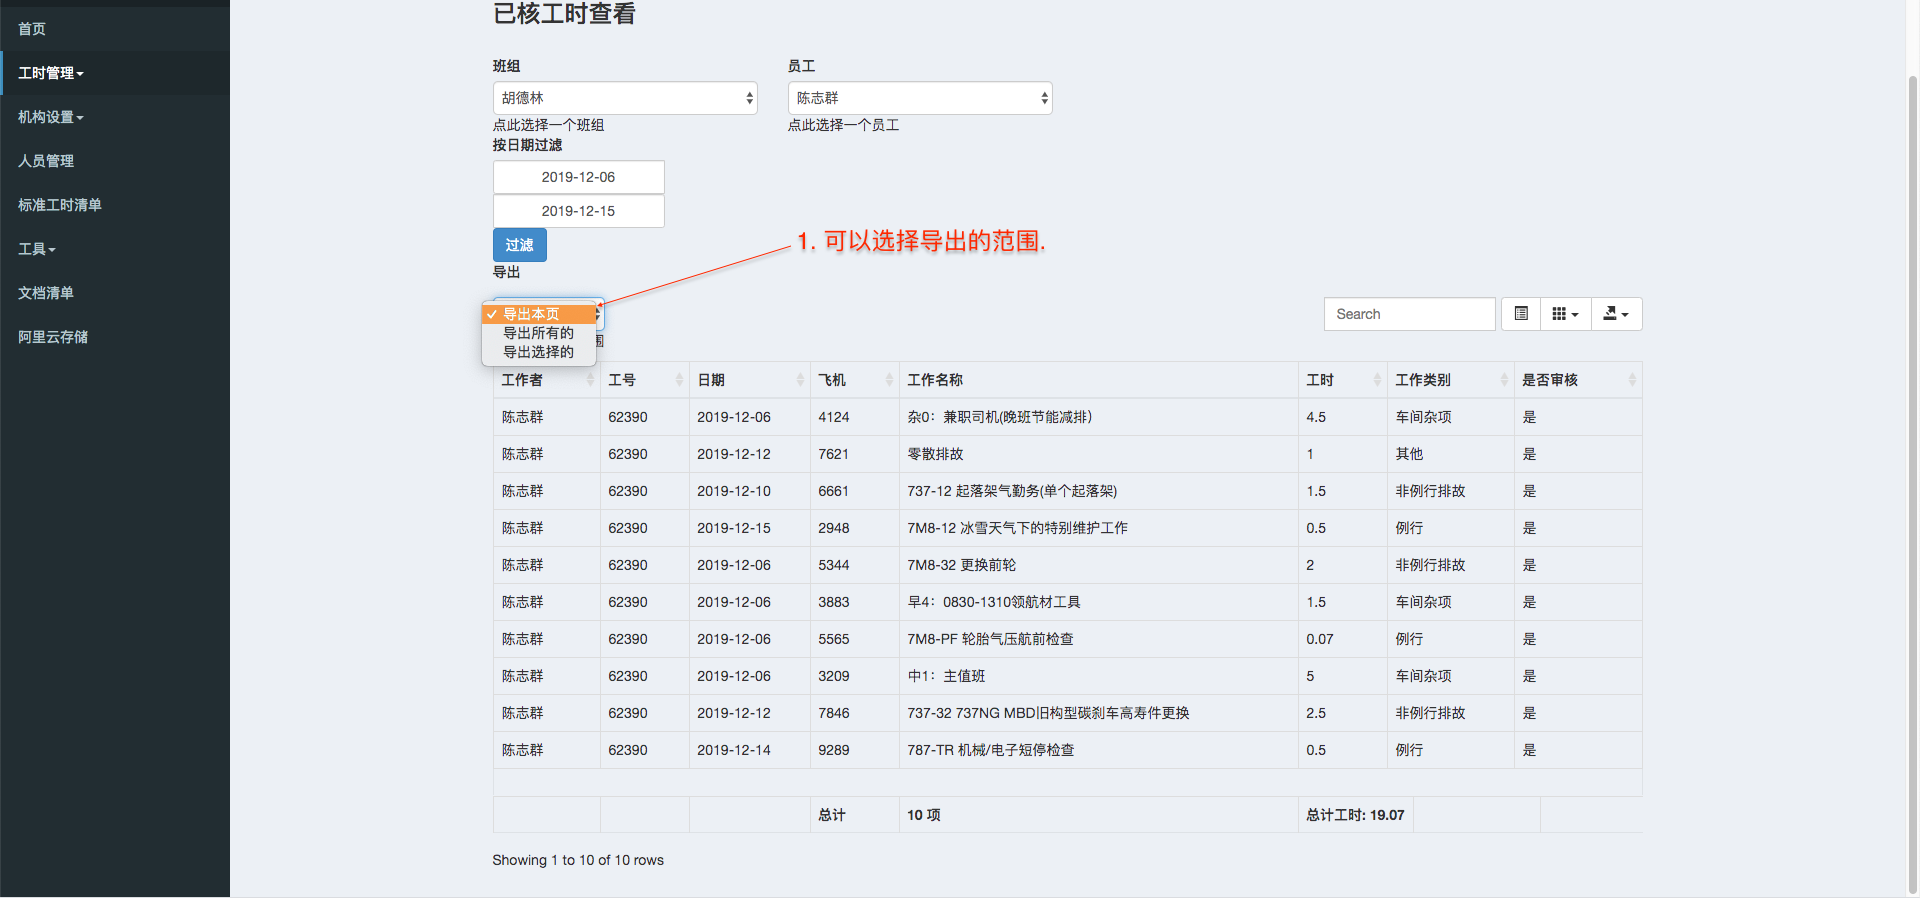 首页
工时管理
机构设置
人员管理
标准工时清单
工具
文档清单
阿里云存储
已核工时查看
班组 员工
胡德林 陈志群
点此选择一个班组 点此选择一个员工
按日期过滤
2019-12-06
2019-12-15
过滤
1. 可以选择导出的范围.
导出
导出本页
导出所有的
导出选择的
围
Search
工作者 工号 日期 飞机 工作名称 工时 工作类别 是否审核
陈志群 62390 2019-12-06 4124 杂0：兼职司机(晚班节能减排） 4.5 车间杂项 是
陈志群 62390 2019-12-12 7621 零散排故 1 其他 是
陈志群 62390 2019-12-10 6661 737-12 起落架气勤务(单个起落架) 1.5 非例行排故 是
陈志群 62390 2019-12-15 2948 7M8-12 冰雪天气下的特别维护工作 0.5 例行 是
陈志群 62390 2019-12-06 5344 7M8-32 更换前轮 2 非例行排故 是
陈志群 62390 2019-12-06 3883 早4：0830-1310领航材工具 1.5 车间杂项 是
陈志群 62390 2019-12-06 5565 7M8-PF 轮胎气压航前检查 0.07 例行 是
陈志群 62390 2019-12-06 3209 中1：主值班 5 车间杂项 是
陈志群 62390 2019-12-12 7846 737-32 737NG MBD旧构型碳刹车高寿件更换 2.5 非例行排故 是
陈志群 62390 2019-12-14 9289 787-TR 机械/电子短停检查 0.5 例行 是
总计 10 项 总计工时: 19.07
Showing 1 to 10 of 10 rows